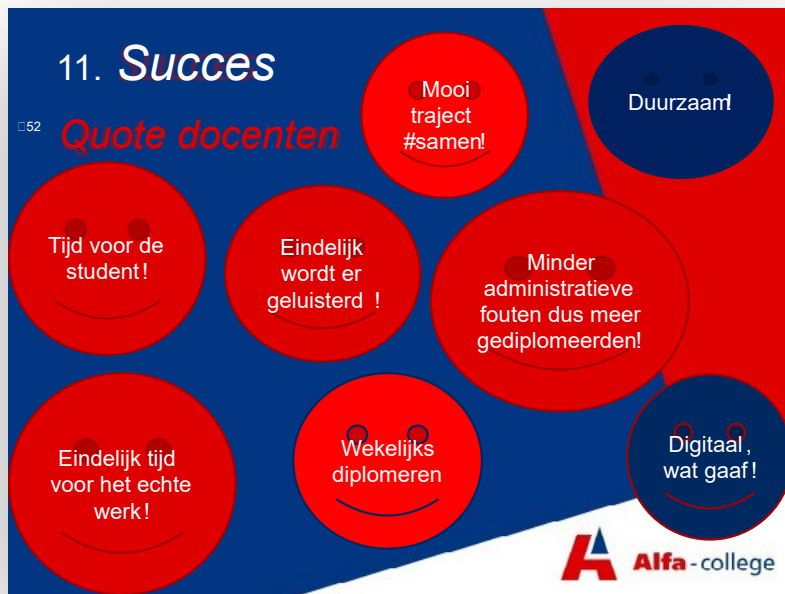 11. Succes
52
Quote docenten
Mooi
traject
#samen!
Duurzaam!
Tijd voor de
student!
Eindelijk
wordt er
geluisterd !
Minder
administratieve
fouten dus meer
gediplomeerden!
Eindelijk tijd
voor het echte
werk!
Wekelijks
diplomeren
Digitaal,
wat gaaf!
Alfa-college